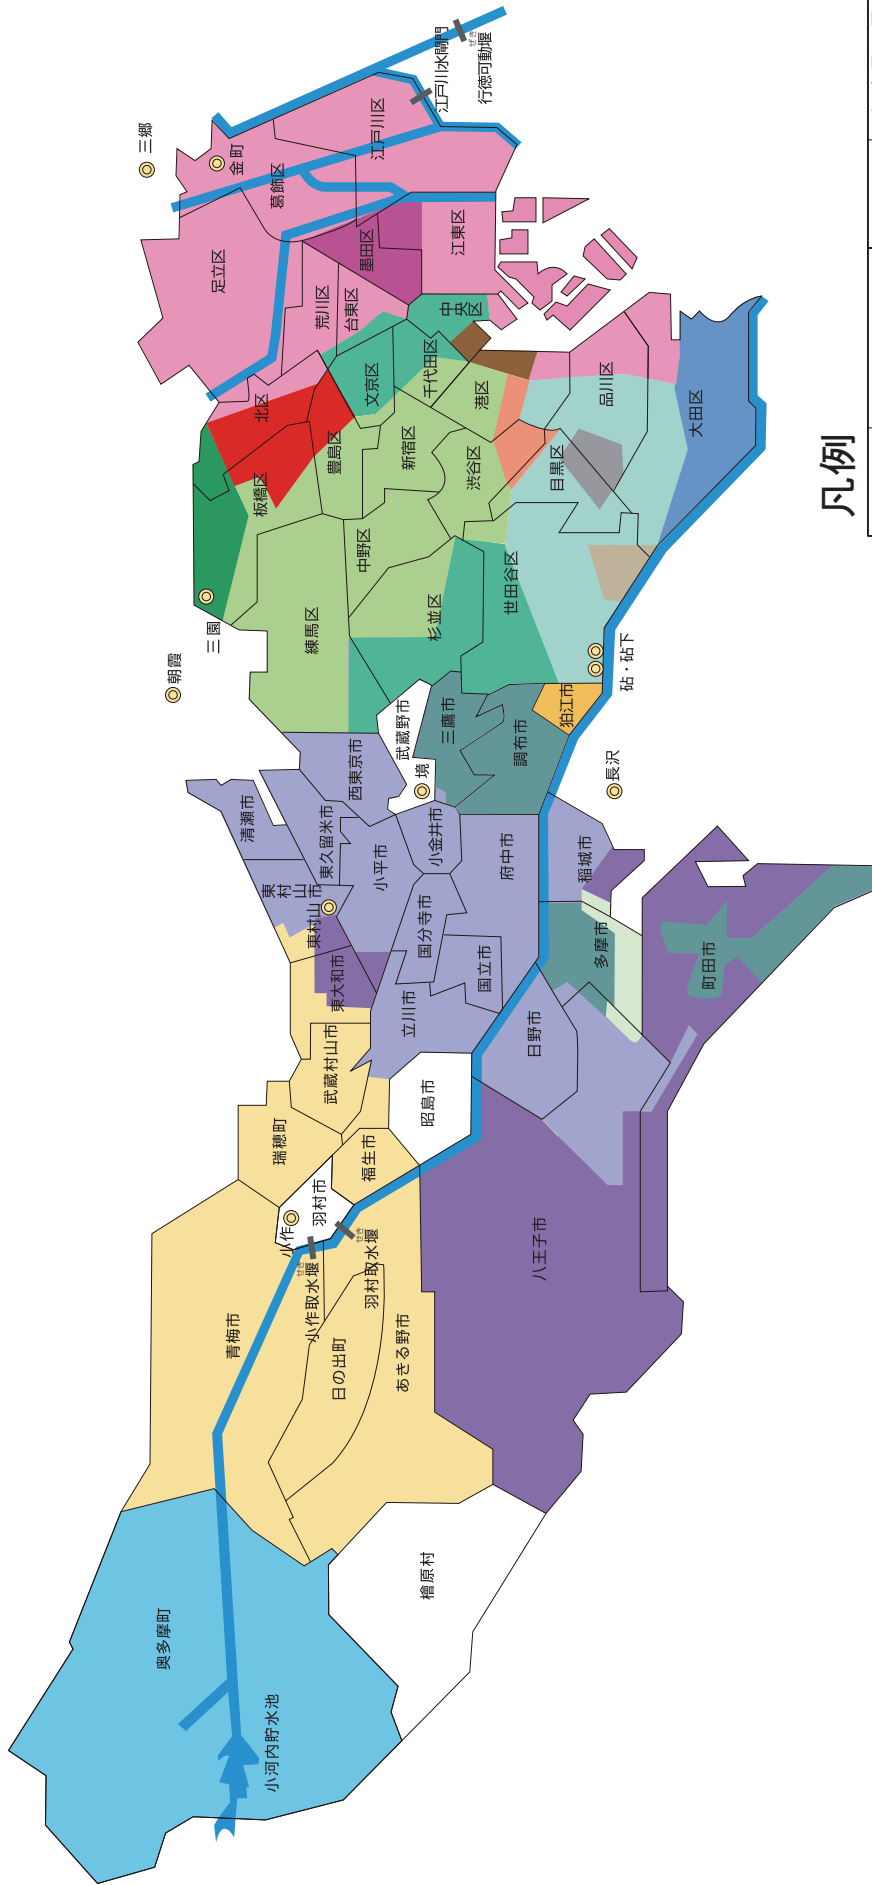 三郷
金町
江戸川水閘門
行徳可動堰
ぜき
江戸川区
葛飾区
足立区
墨田区
江東区
荒川区
台東区
中央区
文京区
千代田区
港区
品川区
大田区
北区
豊島区
新宿区
渋谷区
目黒区
板橋区
中野区
練馬区
杉並区
世田谷区
三園
朝霞
砧・砧下
狛江市
長沢
武蔵野市
三鷹市
調布市
境
西東京市
清瀬市
東久留米市
小平市
小金井市
府中市
稲城市
東村山市
東村山
東大和市
国分寺市
国立市
立川市
多摩市
町田市
日野市
武蔵村山市
昭島市
瑞穂町
福生市
羽村市
小作
小作取水堰
ぜき
羽村取水堰
ぜき
八王子市
青梅市
日の出町
あきる野市
檜原村
奥多摩町
小河内貯水池
凡例